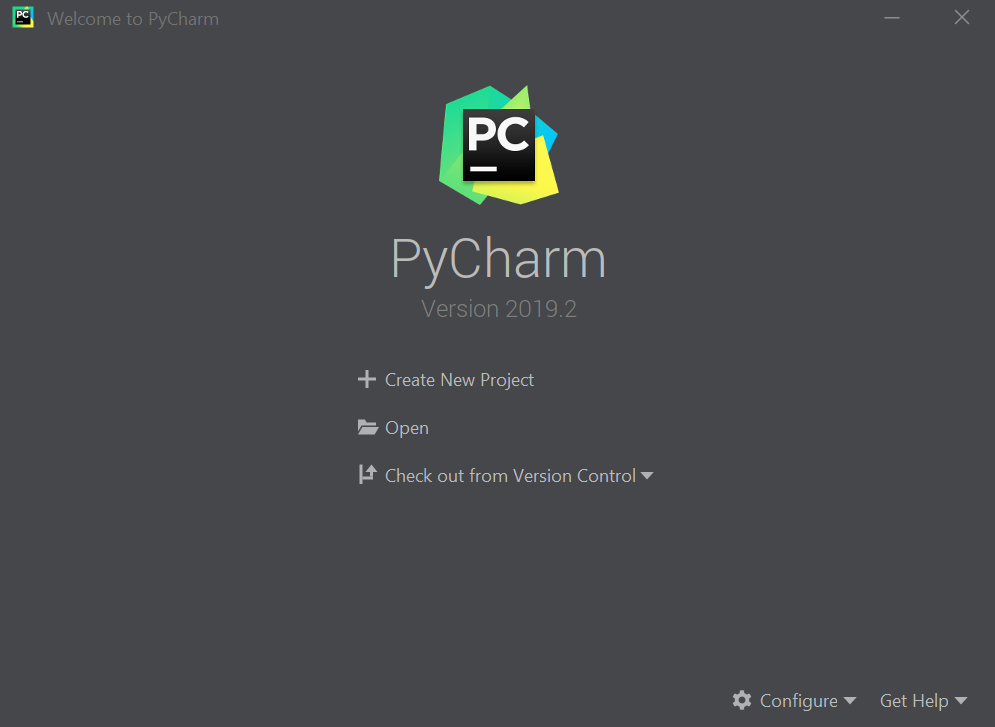 PC
Welcome to PyCharm
PC
PyCharm
Version 2019.2
Create New Project
Open
Check out from Version Control
Configure
Get Help